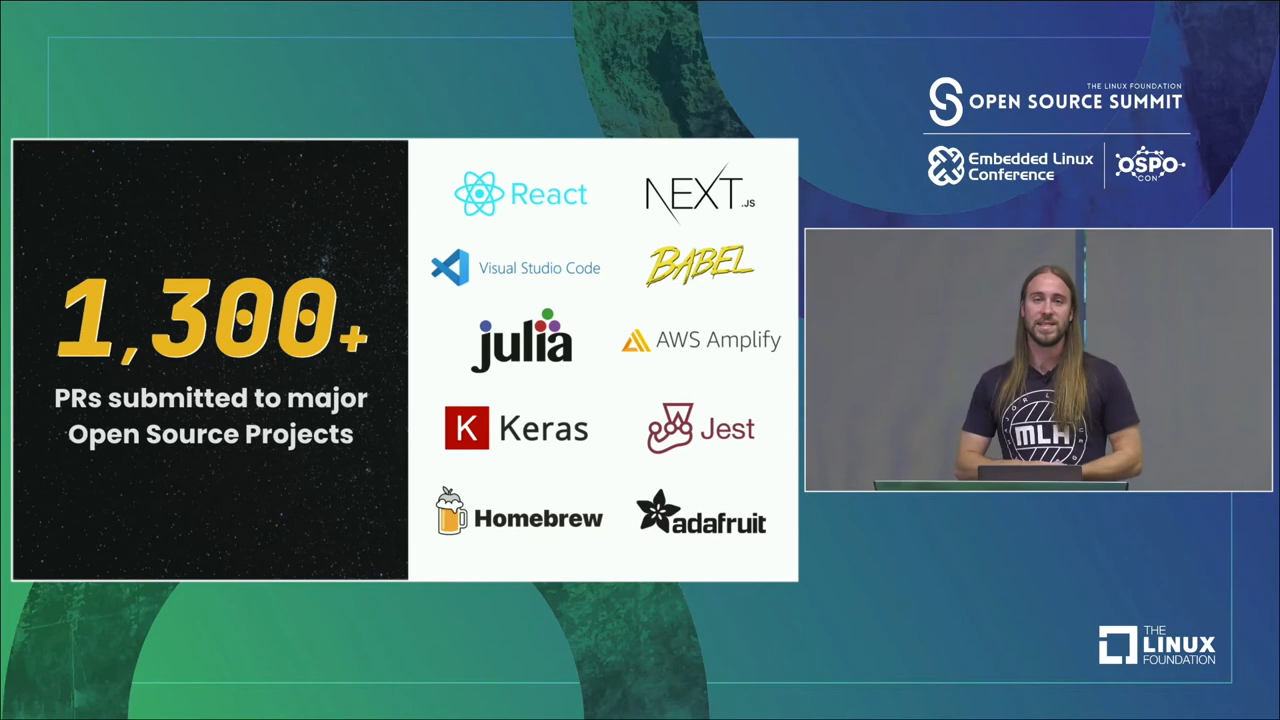 THE LINUX FOUNDATION
OPEN SOURCE SUMMIT
Embedded Linux
Conference
OSPO
CON
1,300+
PRs submitted to major
Open Source Projects
React
NEXT.JS
Visual Studio Code
BABEL
julia
AWS Amplify
K Keras
Jest
Homebrew
adafruit
MLH
THE
LINUX
FOUNDATION